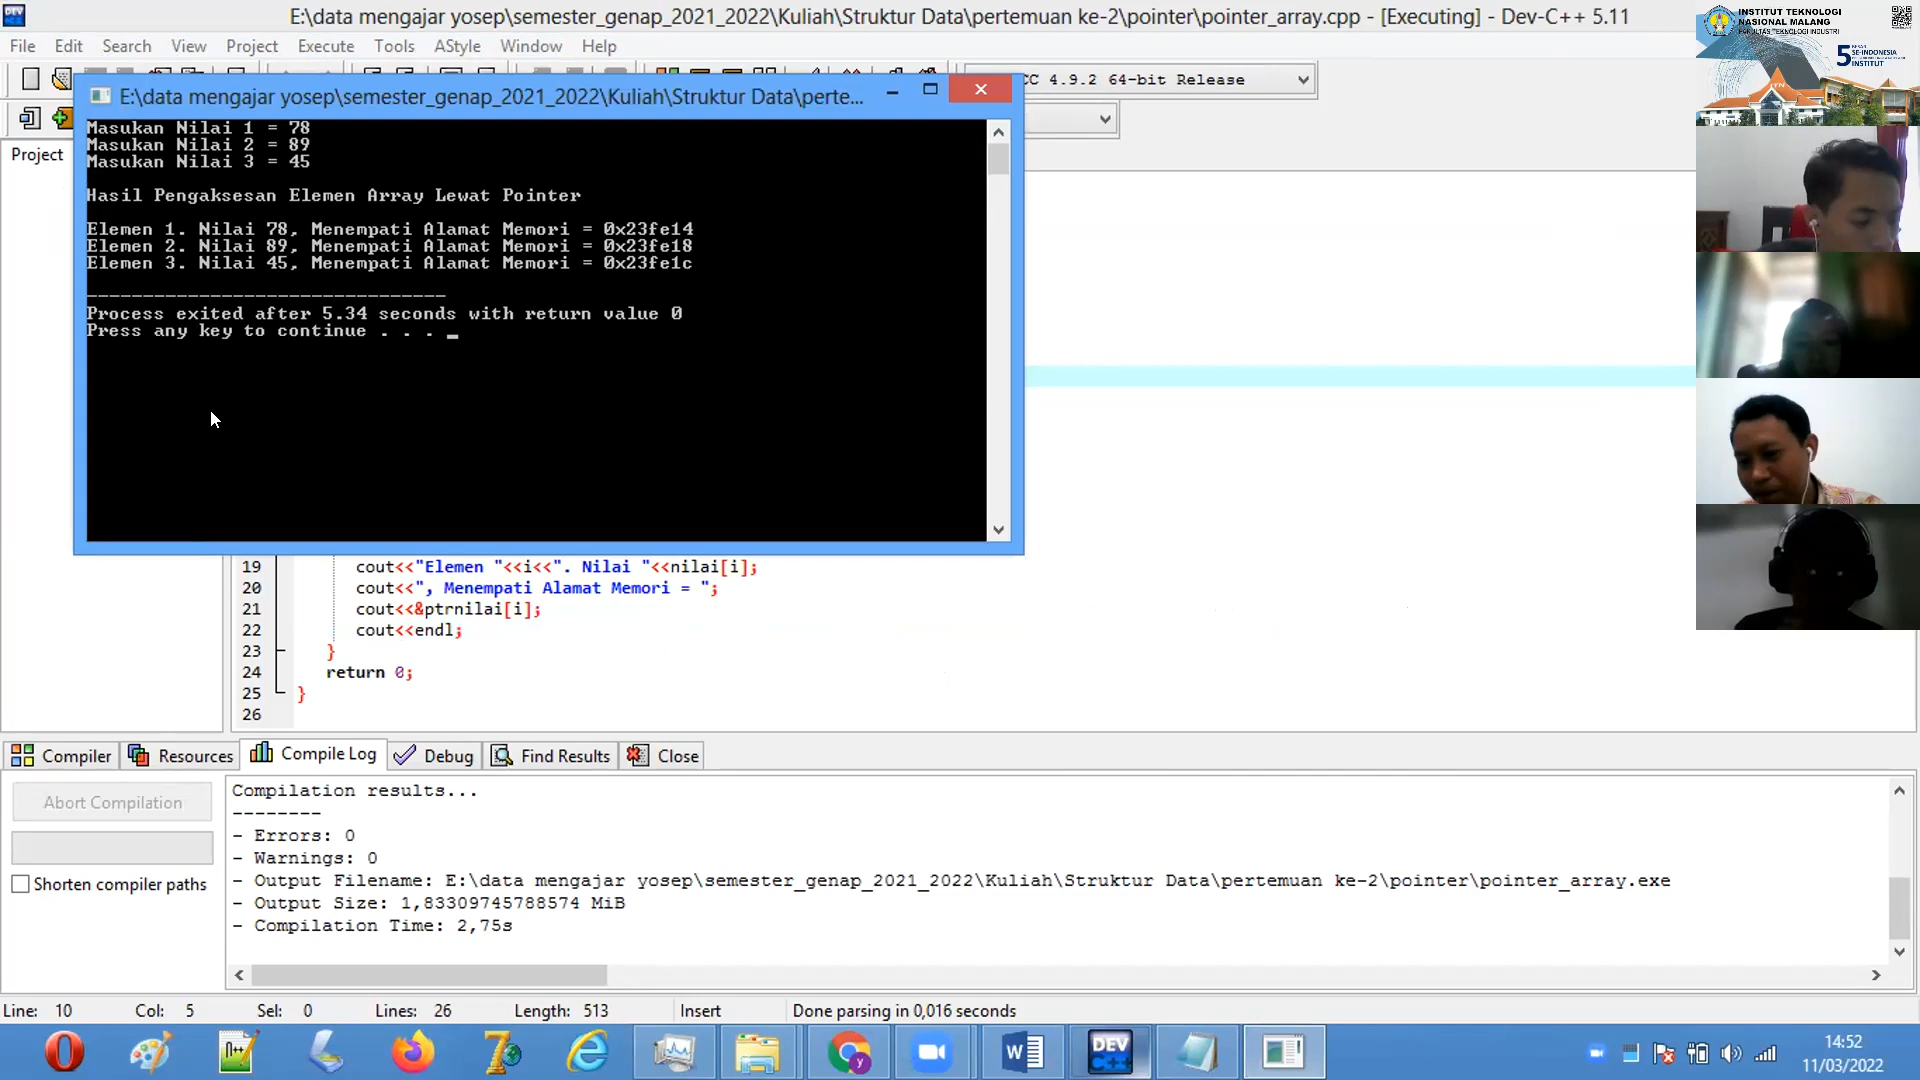 E:\data mengajar yosep\semester_genap_2021_2022\Kuliah\Struktur Data\pertemuan ke-2\pointer\pointer_array.cpp - [Executing] - Dev-C++ 5.11
File Edit Search View Project Execute Tools AStyle Window Help
CC 4.9.2 64-bit Release
E:\data mengajar yosep\semester_genap_2021_2022\Kuliah\Struktur Data\perte...
Project
Masukan Nilai 1 = 78
Masukan Nilai 2 = 89
Masukan Nilai 3 = 45
Hasil Pengaksesan Elemen Array Lewat Pointer
Elemen 1. Nilai 78, Menempati Alamat Memori = 0x23fe14
Elemen 2. Nilai 89, Menempati Alamat Memori = 0x23fe18
Elemen 3. Nilai 45, Menempati Alamat Memori = 0x23fe1c
--------------------------------
Process exited after 5.34 seconds with return value 0
Press any key to continue . . . _
19 cout<<"Elemen "<<i<<". Nilai "<<nilai[i];
20 cout<<", Menempati Alamat Memori = ";
21 cout<<&ptrnilai[i];
22 cout<<endl;
23 }
24 return 0;
25 }
26
Compiler Resources Compile Log Debug Find Results Close
Abort Compilation
Shorten compiler paths
Compilation results...
--------
- Errors: 0
- Warnings: 0
- Output Filename: E:\data mengajar yosep\semester_genap_2021_2022\Kuliah\Struktur Data\pertemuan ke-2\pointer\pointer_array.exe
- Output Size: 1,83309745788574 MiB
- Compilation Time: 2,75s
Line: 10 Col: 5 Sel: 0 Lines: 26 Length: 513 Insert Done parsing in 0,016 seconds
14:52
11/03/2022
INSTITUT TEKNOLOGI
NASIONAL MALANG
FAKULTAS TEKNOLOGI INDUSTRI
5 BESAR
SE-INDONESIA
INSTITUT